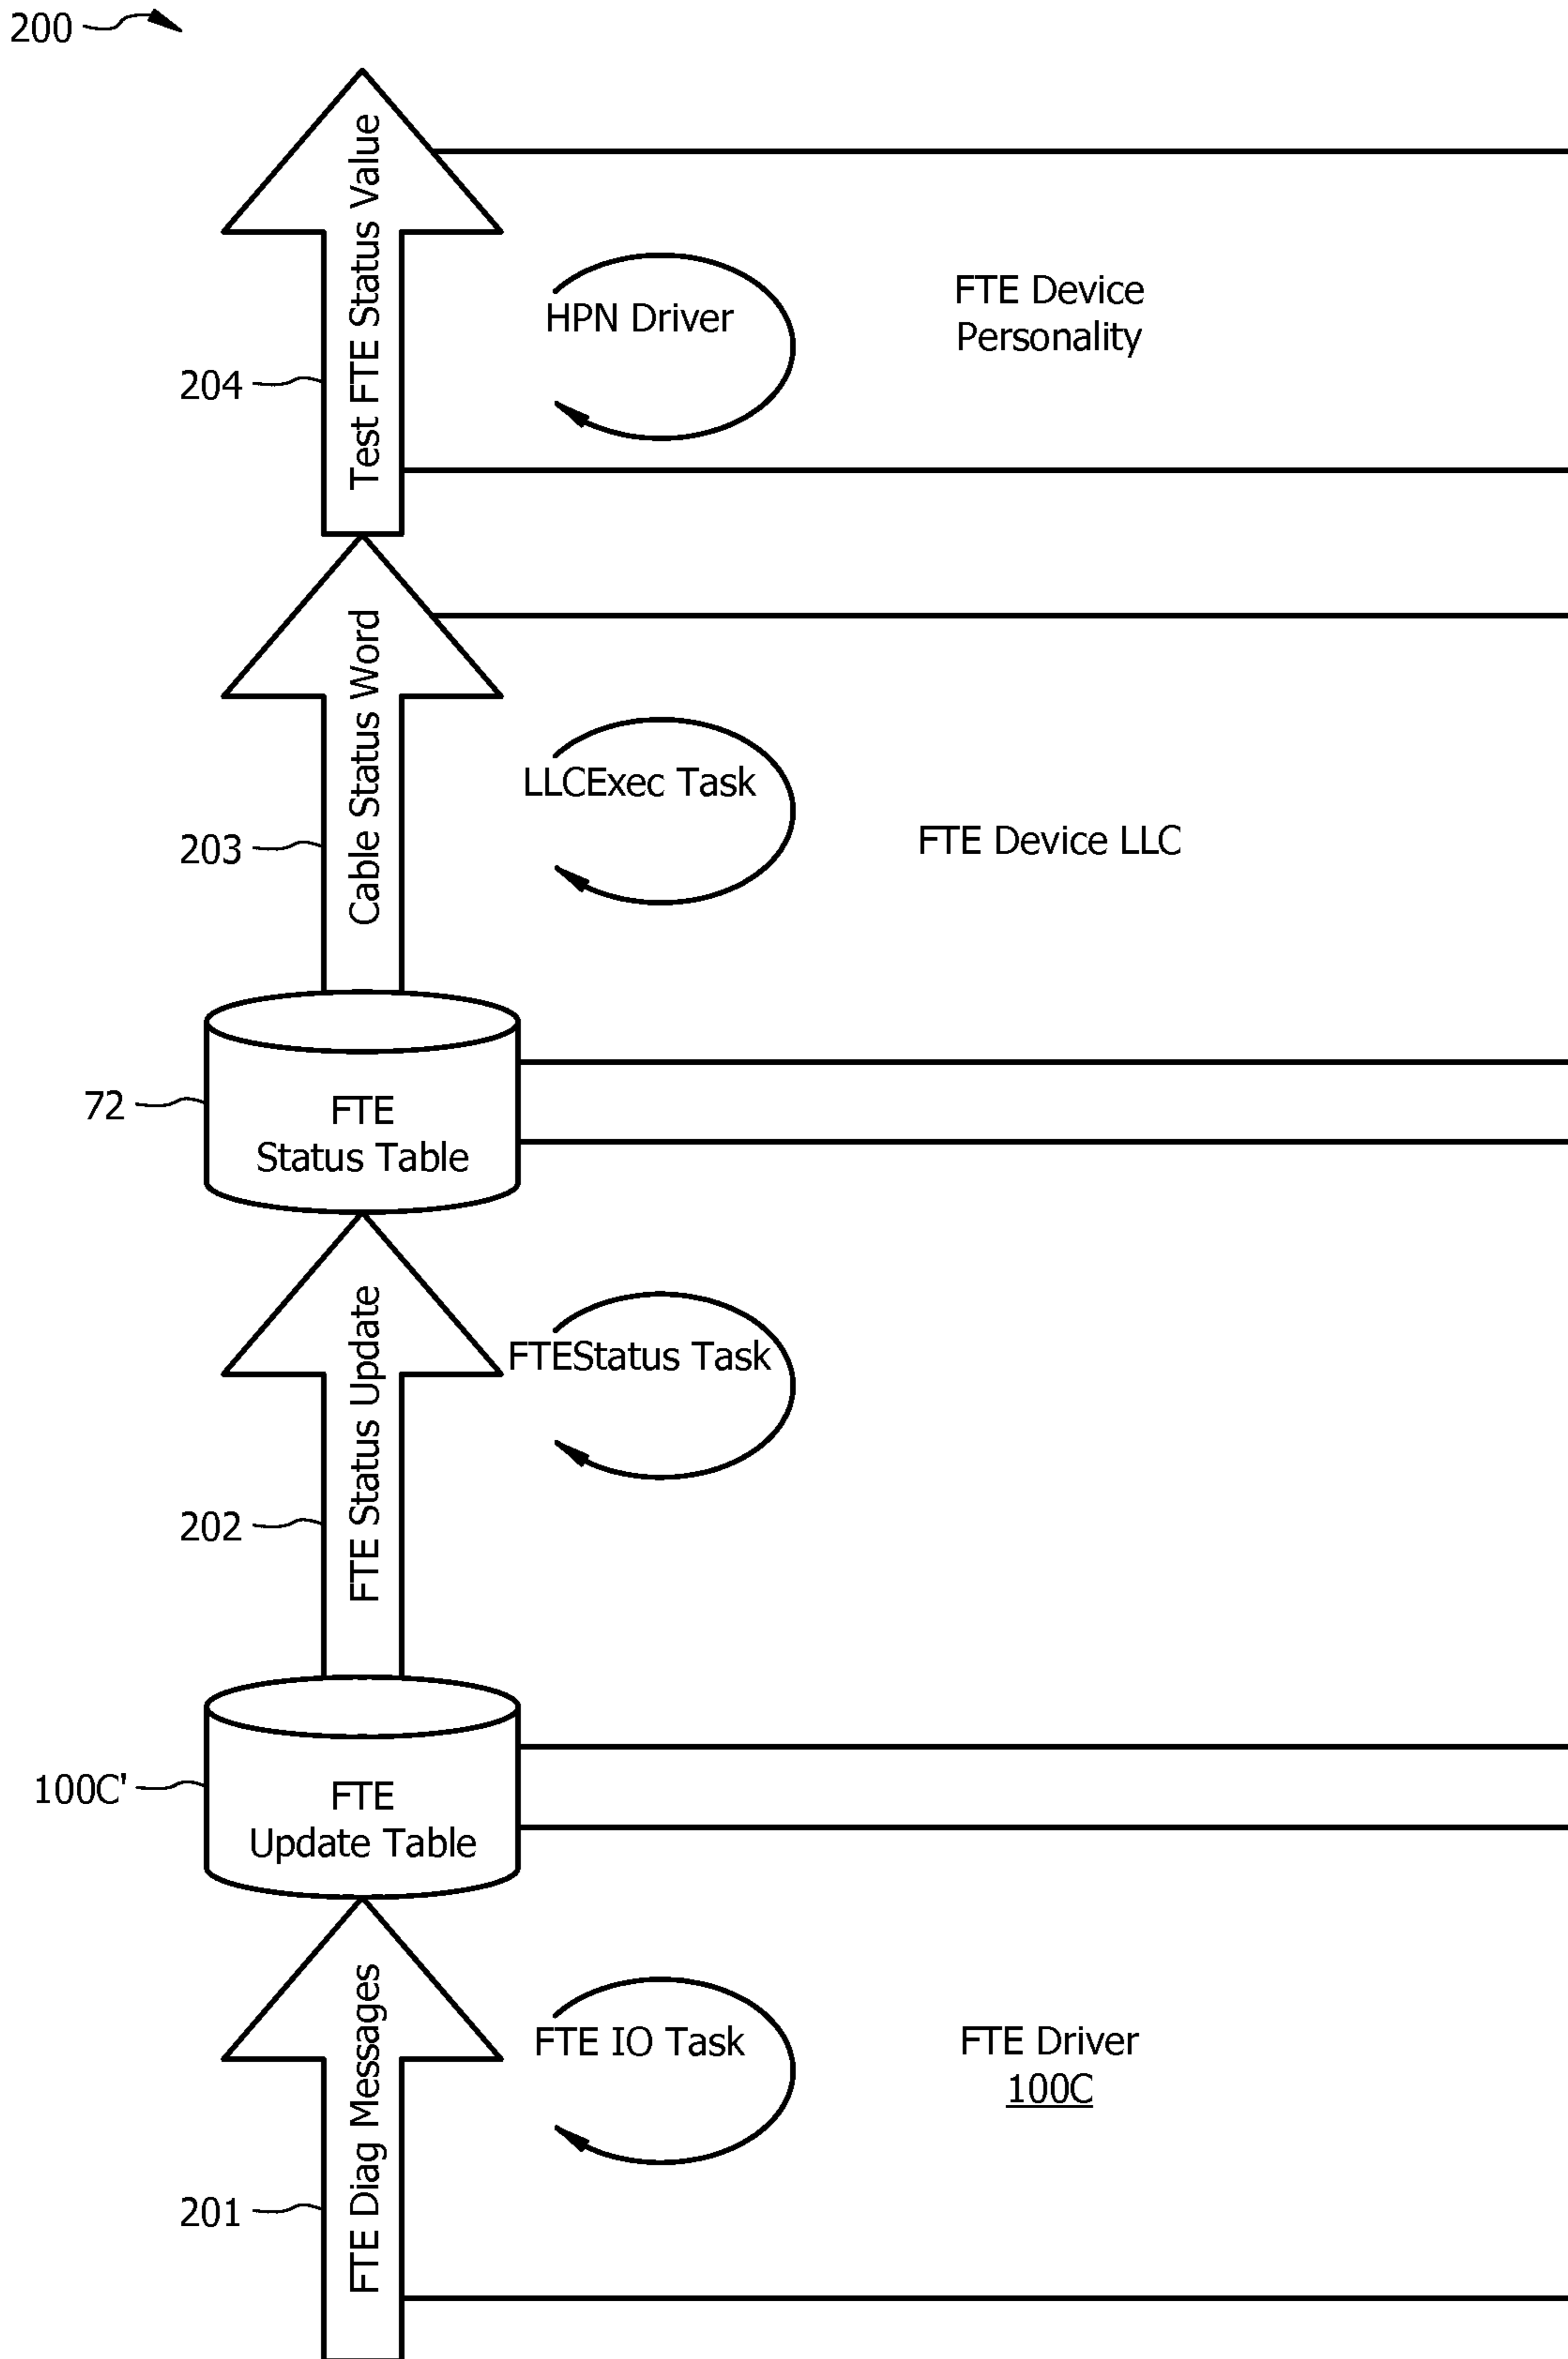 200
Test FTE Status Value
204
HPN Driver
FTE Device
Personality
Cable Status Word
203
LLCExec Task
FTE Device LLC
72
FTE
Status Table
FTE Status Update
202
FTEStatus Task
100C'
FTE
Update Table
FTE Diag Messages
201
FTE IO Task
FTE Driver
100C